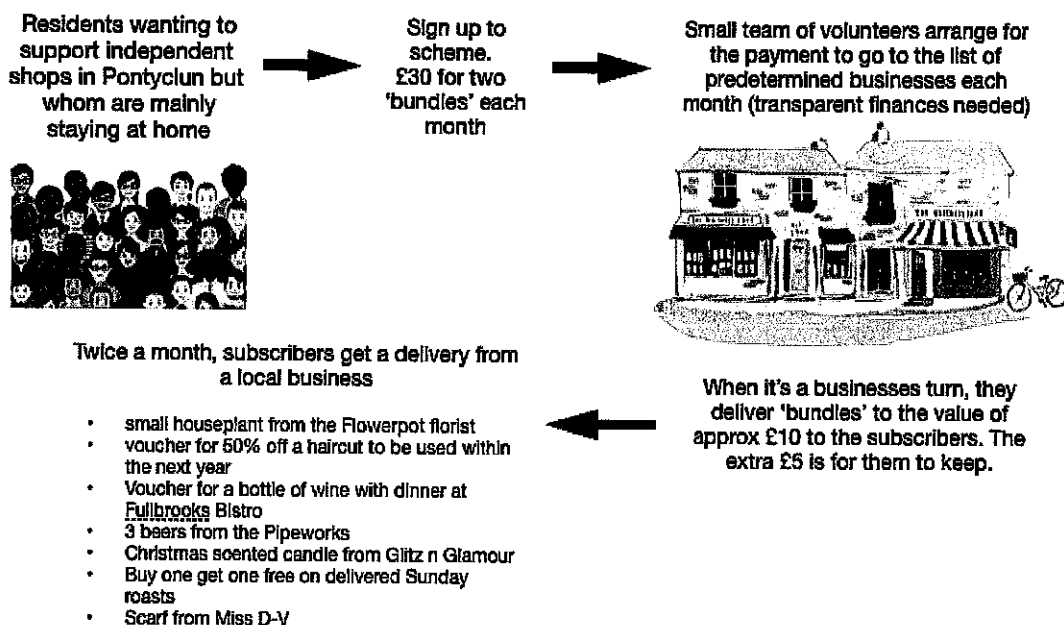 Residents wanting to
support independent
shops in Pontyclun but
whom are mainly
staying at home
Sign up to
scheme.
£30 for two
'bundles' each
month
Small team of volunteers arrange for
the payment to go to the list of
predetermined businesses each
month (transparent finances needed)
When it's a businesses turn, they
deliver 'bundles' to the value of
approx £10 to the subscribers. The
extra £5 is for them to keep.
Twice a month, subscribers get a delivery from
a local business
• small houseplant from the Flowerpot florist
• voucher for 50% off a haircut to be used within
the next year
• Voucher for a bottle of wine with dinner at
Fullbrooks Bistro
• 3 beers from the Pipeworks
• Christmas scented candle from Glitz n Glamour
• Buy one get one free on delivered Sunday
roasts
• Scarf from Miss D-V